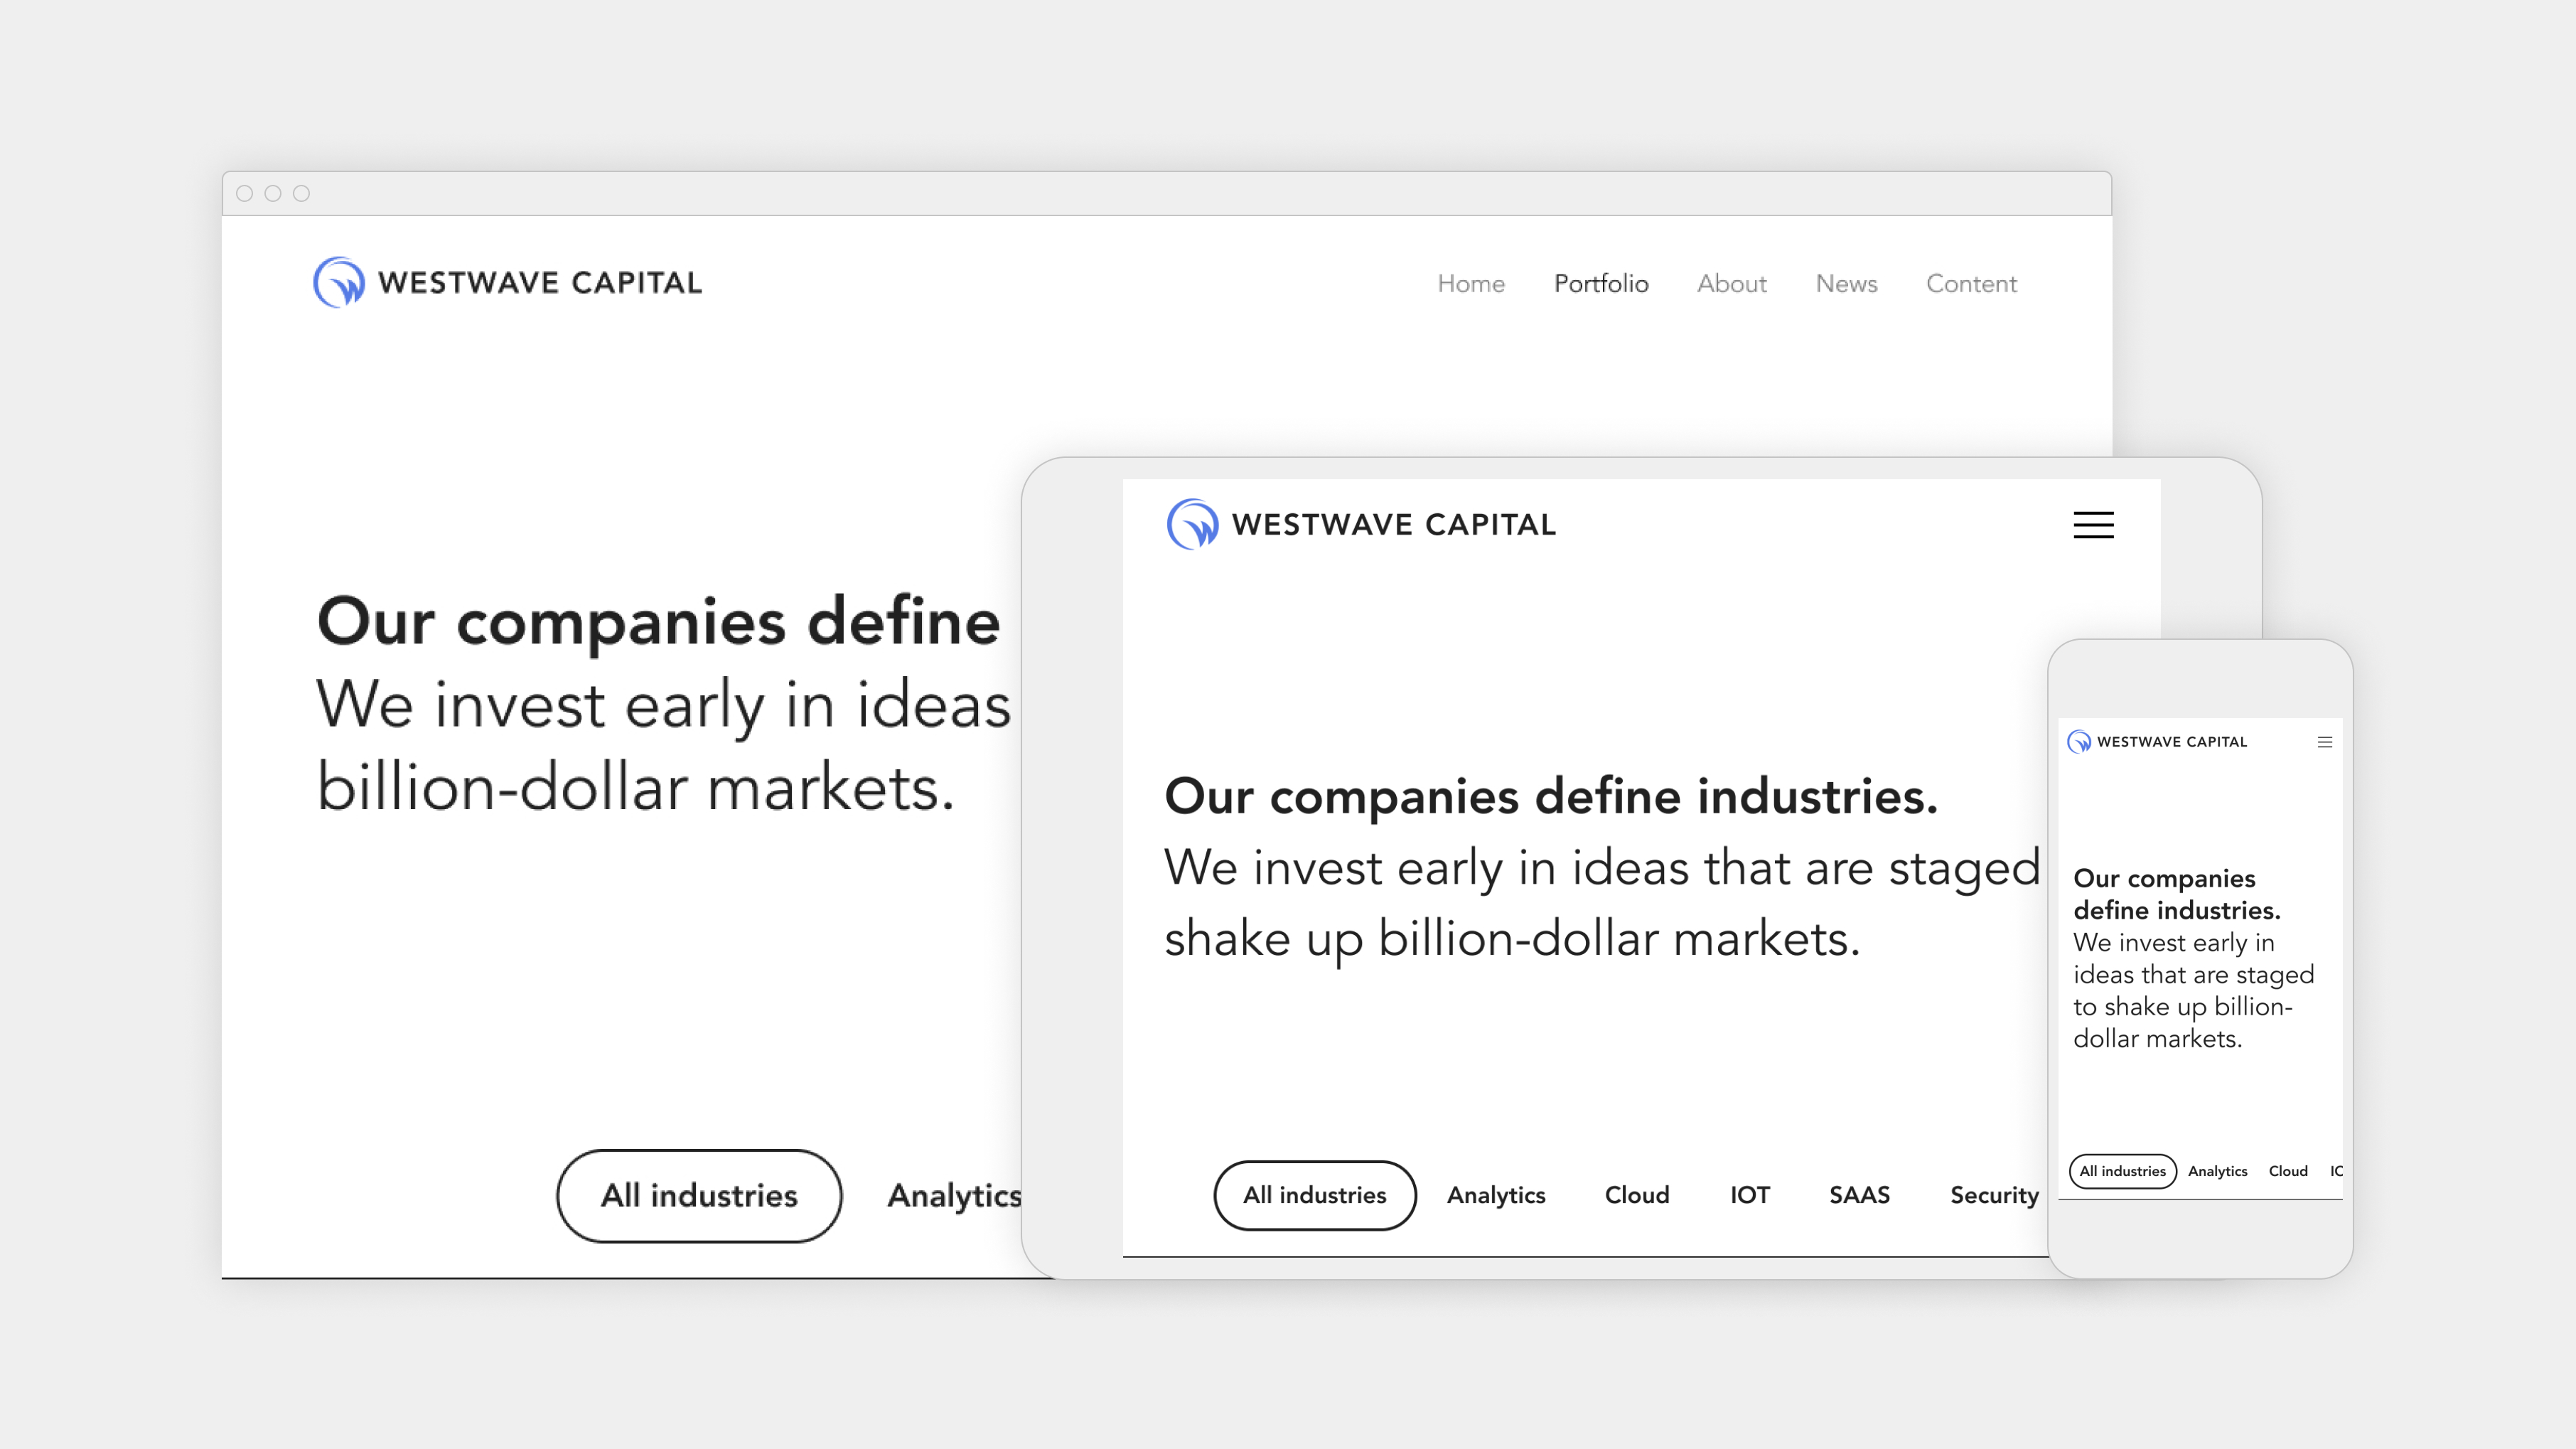 WESTWAVE CAPITAL
Home Portfolio About News Content
Our companies define
We invest early in ideas
billion-dollar markets.
All industries Analytics
WESTWAVE CAPITAL
Our companies define industries.
We invest early in ideas that are staged
shake up billion-dollar markets.
All industries Analytics Cloud IOT SAAS Security
WESTWAVE CAPITAL
Our companies
define industries.
We invest early in
ideas that are staged
to shake up billion-
dollar markets.
All industries Analytics Cloud